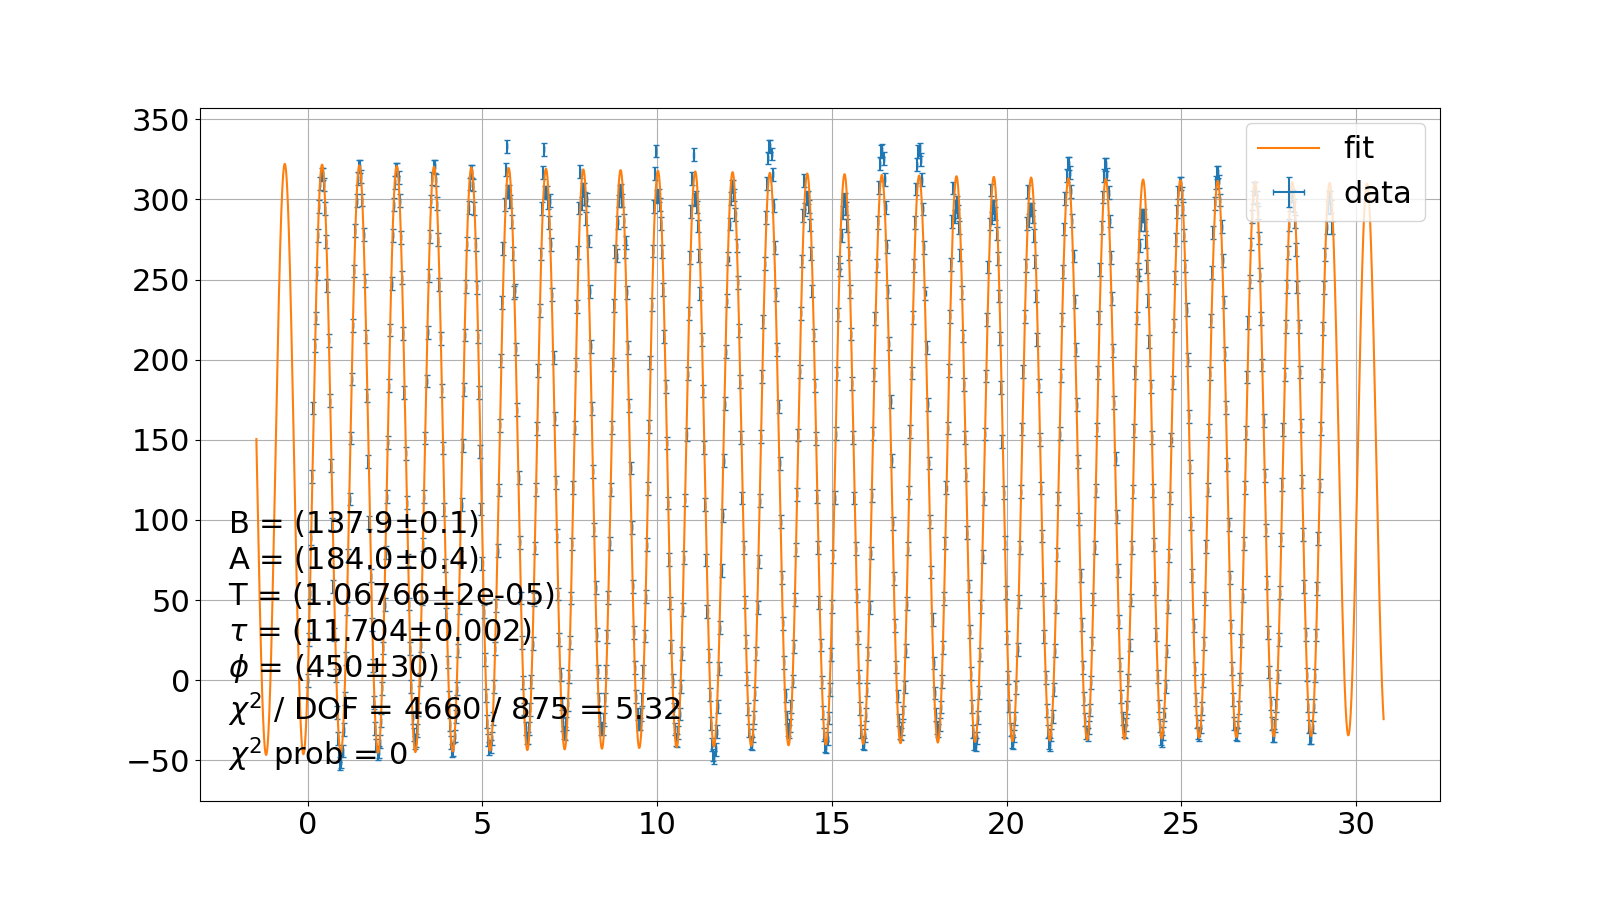 350
300
250
200
150
100
50
0
−50
0 5 10 15 20 25 30
fit
data
B = (137.9±0.1)
A = (184.0±0.4)
T = (1.06766±2e-05)
τ = (11.704±0.002)
ϕ = (450±30)
χ² / DOF = 4660 / 875 = 5.32
χ² prob = 0